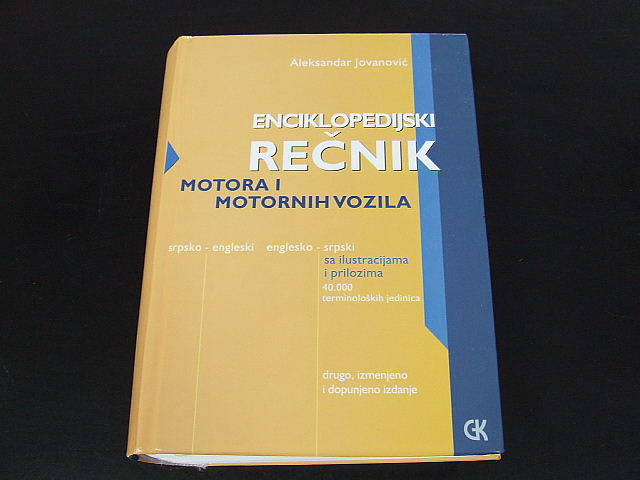 Aleksandar Jovanović
ENCIKLOPEDIJSKI
REČNIK
MOTORA I
MOTORNIH VOZILA
srpsko - engleski englesko - srpski
sa ilustracijama
i prilozima
40.000
terminoloških jedinica
drugo, izmenjeno
i dopunjeno izdanje
GK